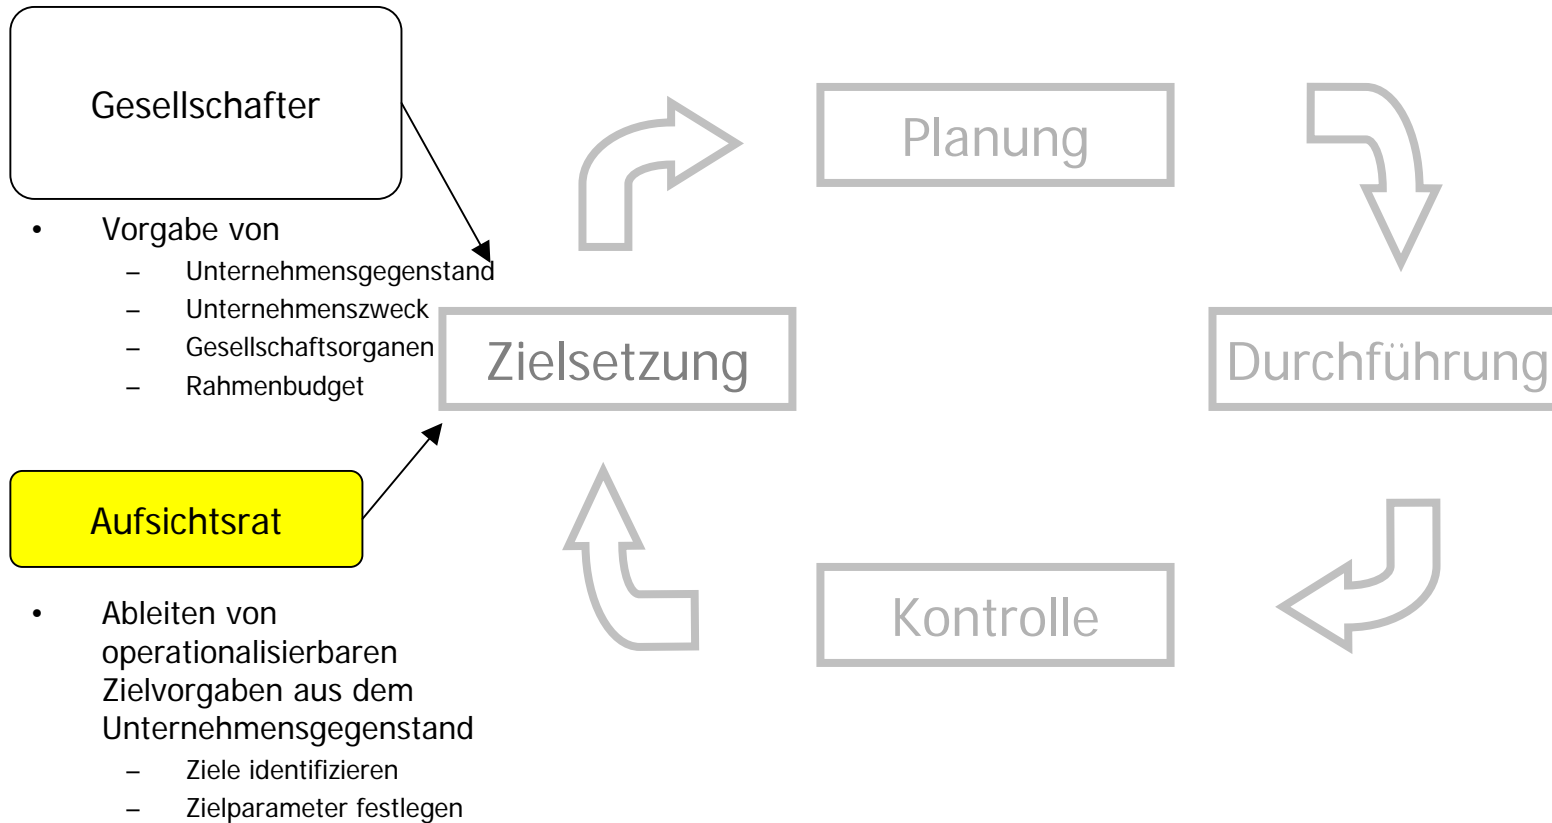 Gesellschafter
• Vorgabe von
– Unternehmensgegenstand
– Unternehmenszweck
– Gesellschaftsorganen
– Rahmenbudget
Aufsichtsrat
• Ableiten von
operationalisierbaren
Zielvorgaben aus dem
Unternehmensgegenstand
– Ziele identifizieren
– Zielparameter festlegen
Zielsetzung
Planung
Durchführung
Kontrolle